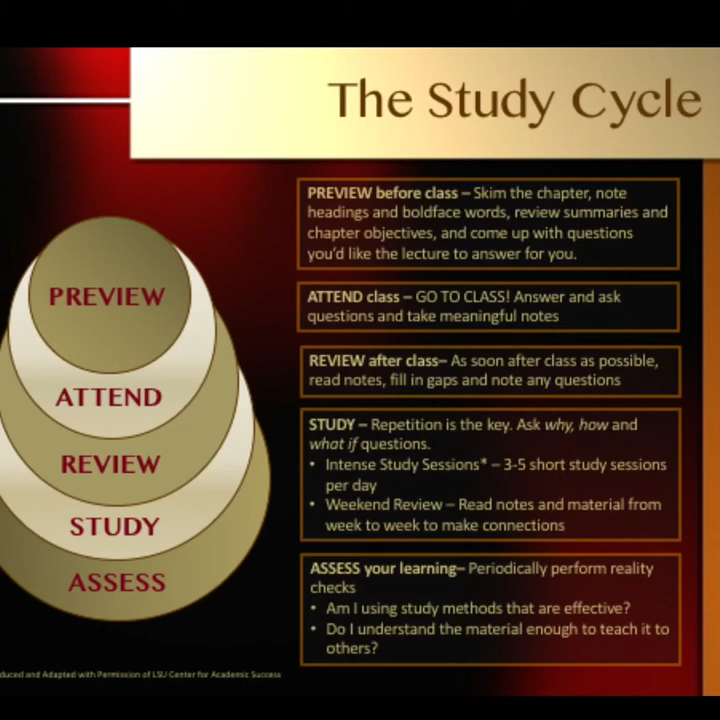 The Study Cycle
PREVIEW before class – Skim the chapter, note
headings and boldface words, review summaries and
chapter objectives, and come up with questions
you'd like the lecture to answer for you.
ATTEND class – GO TO CLASS! Answer and ask
questions and take meaningful notes
REVIEW after class– As soon after class as possible,
read notes, fill in gaps and note any questions
STUDY – Repetition is the key. Ask why, how and
what if questions.
• Intense Study Sessions* – 3-5 short study sessions
per day
• Weekend Review – Read notes and material from
week to week to make connections
ASSESS your learning– Periodically perform reality
checks
• Am I using study methods that are effective?
• Do I understand the material enough to teach it to
others?
PREVIEW
ATTEND
REVIEW
STUDY
ASSESS
and Adapted with Permission of LSU Center for Academic Success